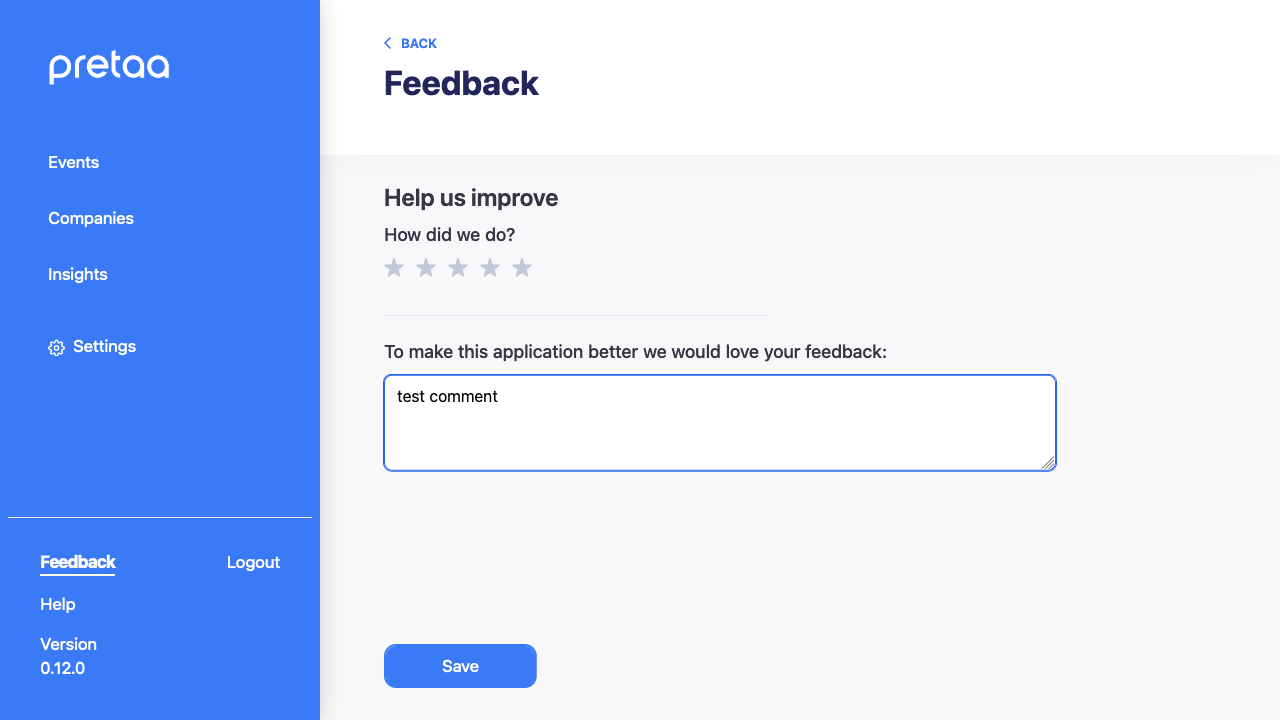 pretaa
Events
Companies
Insights
Settings
Feedback
Logout
Help
Version
0.12.0
BACK
Feedback
Help us improve
How did we do?
To make this application better we would love your feedback:
test comment
Save